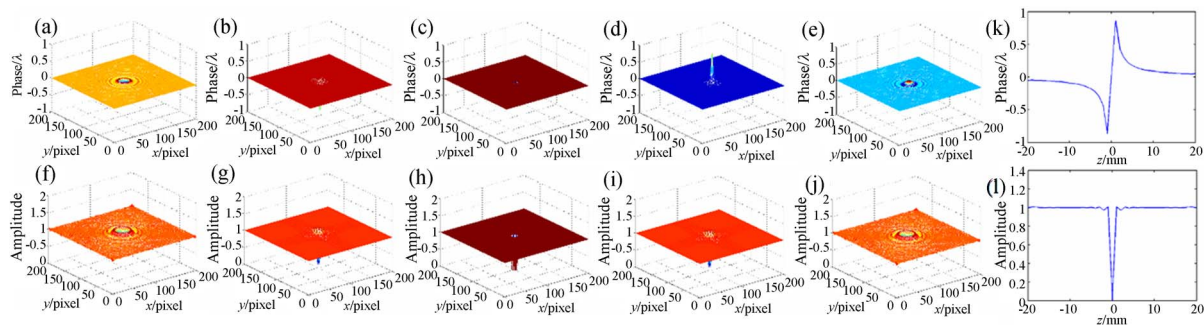 (a) (b) (c) (d) (e) (k)
Phase/λ 1 0.5 0 -0.5 -1 200 150 100 50 0 y/pixel 0 50 100 150 200 x/pixel
Phase/λ 1 0.5 0 -0.5 -1 200 150 100 50 0 y/pixel 0 50 100 150 200 x/pixel
Phase/λ 1 0.5 0 -0.5 -1 200 150 100 50 0 y/pixel 0 50 100 150 200 x/pixel
Phase/λ 1 0.5 0 -0.5 -1 200 150 100 50 0 y/pixel 0 50 100 150 200 x/pixel
Phase/λ 1 0.5 0 -0.5 -1 200 150 100 50 0 y/pixel 0 50 100 150 200 x/pixel
Phase/λ 1 0.5 0 -0.5 -1 -20 -10 0 10 20 z/mm
(f) (g) (h) (i) (j) (l)
Amplitude 2 1.5 1 -0.5 0 200 150 100 50 0 y/pixel 0 50 100 150 200 x/pixel
Amplitude 2 1.5 1 -0.5 0 200 150 100 50 0 y/pixel 0 50 100 150 200 x/pixel
Amplitude 2 1.5 1 -0.5 0 200 150 100 50 0 y/pixel 0 50 100 150 200 x/pixel
Amplitude 2 1.5 1 -0.5 0 200 150 100 50 0 y/pixel 0 50 100 150 200 x/pixel
Amplitude 2 1.5 1 -0.5 0 200 150 100 50 0 y/pixel 0 50 100 150 200 x/pixel
Amplitude 1.4 1.2 1 0.8 0.6 0.4 0.2 0 -20 -10 0 10 20 z/mm